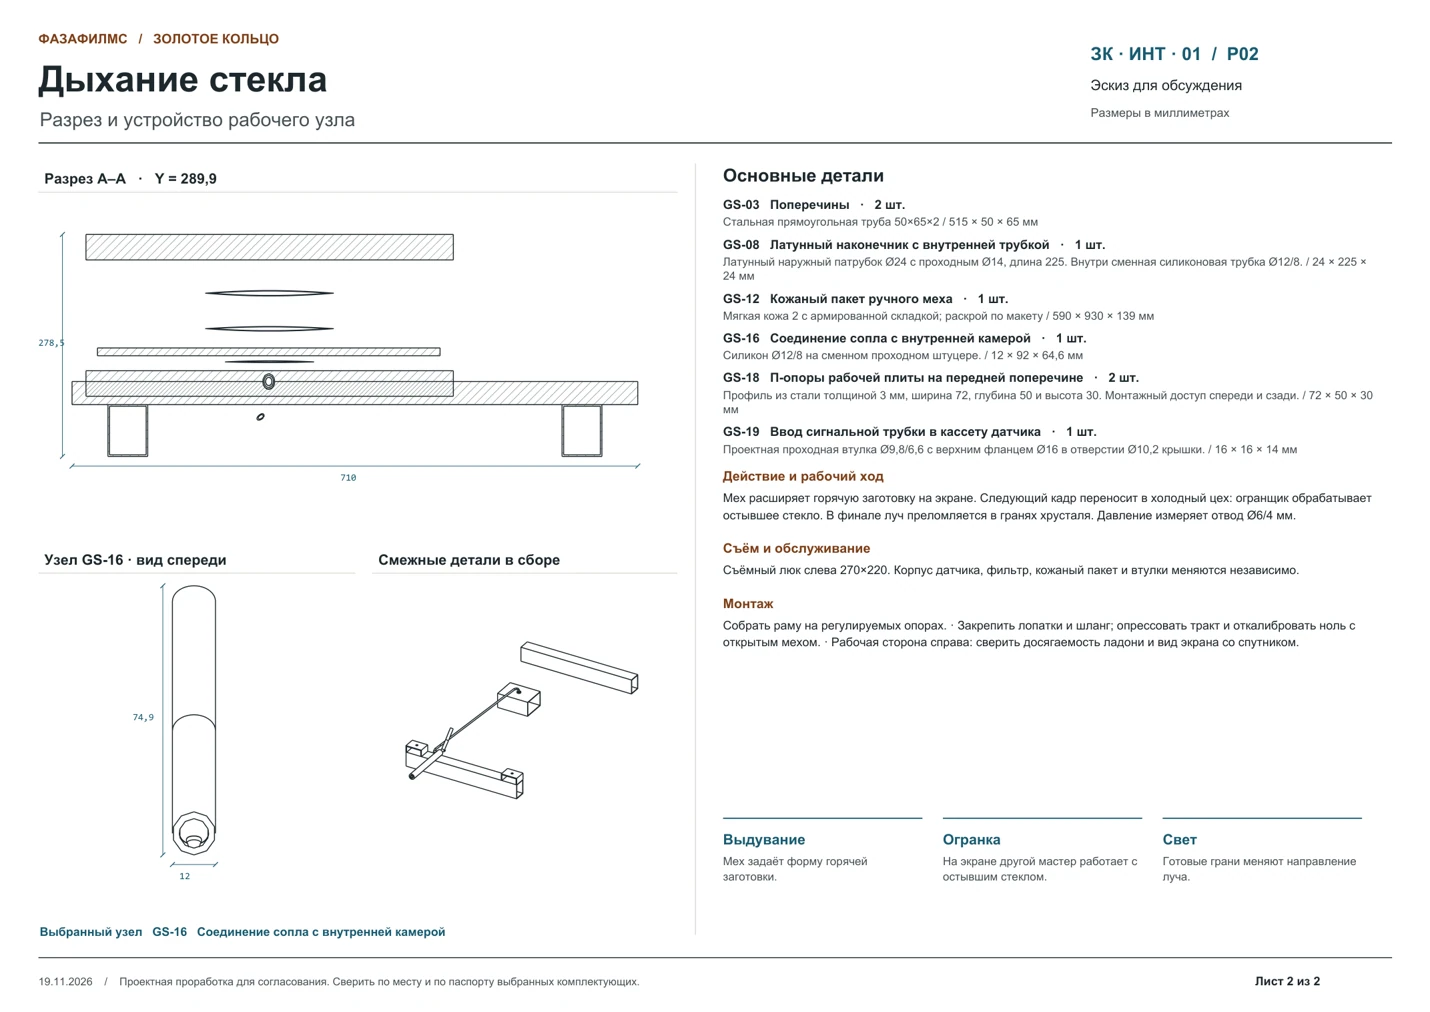 ФАЗАФИЛМС / ЗОЛОТОЕ КОЛЬЦО
Дыхание стекла
Разрез и устройство рабочего узла
ЗК · ИНТ · 01 / P02
Эскиз для обсуждения
Размеры в миллиметрах
Разрез А–А · Y = 289,9
278,5
710
Узел GS-16 · вид спереди
74,9
12
Смежные детали в сборе
Выбранный узел GS-16 Соединение сопла с внутренней камерой
Основные детали
GS-03 Поперечины · 2 шт.
Стальная прямоугольная труба 50×65×2 / 515 × 50 × 65 мм
GS-08 Латунный наконечник с внутренней трубкой · 1 шт.
Латунный наружный патрубок Ø24 с проходным Ø14, длина 225. Внутри сменная силиконовая трубка Ø12/8. / 24 × 225 ×
24 мм
GS-12 Кожаный пакет ручного меха · 1 шт.
Мягкая кожа 2 с армированной складкой; раскрой по макету / 590 × 930 × 139 мм
GS-16 Соединение сопла с внутренней камерой · 1 шт.
Силикон Ø12/8 на сменном проходном штуцере. / 12 × 92 × 64,6 мм
GS-18 П-опоры рабочей плиты на передней поперечине · 2 шт.
Профиль из стали толщиной 3 мм, ширина 72, глубина 50 и высота 30. Монтажный доступ спереди и сзади. / 72 × 50 × 30
мм
GS-19 Ввод сигнальной трубки в кассету датчика · 1 шт.
Проектная проходная втулка Ø9,8/6,6 с верхним фланцем Ø16 в отверстии Ø10,2 крышки. / 16 × 16 × 14 мм
Действие и рабочий ход
Мех расширяет горячую заготовку на экране. Следующий кадр переносит в холодный цех: огранщик обрабатывает
остывшее стекло. В финале луч преломляется в гранях хрусталя. Давление измеряет отвод Ø6/4 мм.
Съём и обслуживание
Съёмный люк слева 270×220. Корпус датчика, фильтр, кожаный пакет и втулки меняются независимо.
Монтаж
Собрать раму на регулируемых опорах. · Закрепить лопатки и шланг; опрессовать тракт и откалибровать ноль с
открытым мехом. · Рабочая сторона справа: сверить досягаемость ладони и вид экрана со спутником.
Выдувание
Мех задаёт форму горячей
заготовки.
Огранка
На экране другой мастер работает с
остывшим стеклом.
Свет
Готовые грани меняют направление
луча.
19.11.2026 / Проектная проработка для согласования. Сверить по месту и по паспорту выбранных комплектующих.
Лист 2 из 2